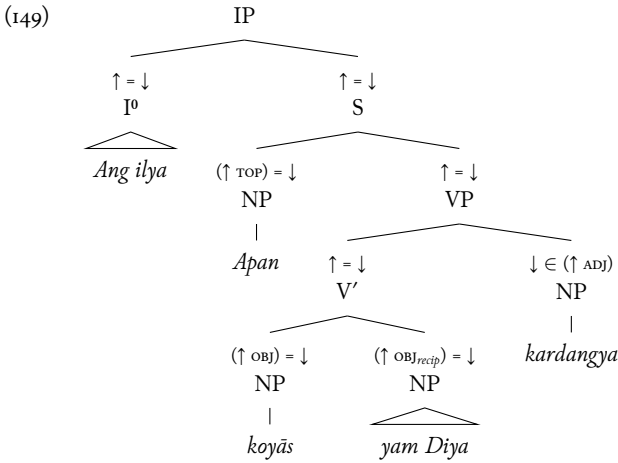 (149) IP
↑ = ↓ ↑ = ↓
I⁰ S
Ang ilya (↑ TOP) = ↓ ↑ = ↓
NP VP
Apan ↑ = ↓ ↓ ∈ (↑ ADJ)
V′ NP
(↑ OBJ) = ↓ (↑ OBJrecip) = ↓ kardangya
NP NP
koyās yam Diya